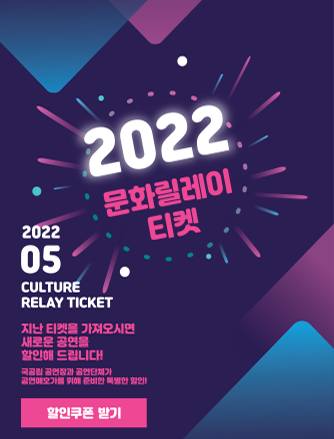 2022
문화릴레이
티켓
2022
05
CULTURE
RELAY TICKET
지난 티켓을 가져오시면
새로운 공연을
할인해 드립니다!
국공립 공연장과 공연단체가
공연애호가를 위해 준비한 특별한 할인!
할인쿠폰 받기